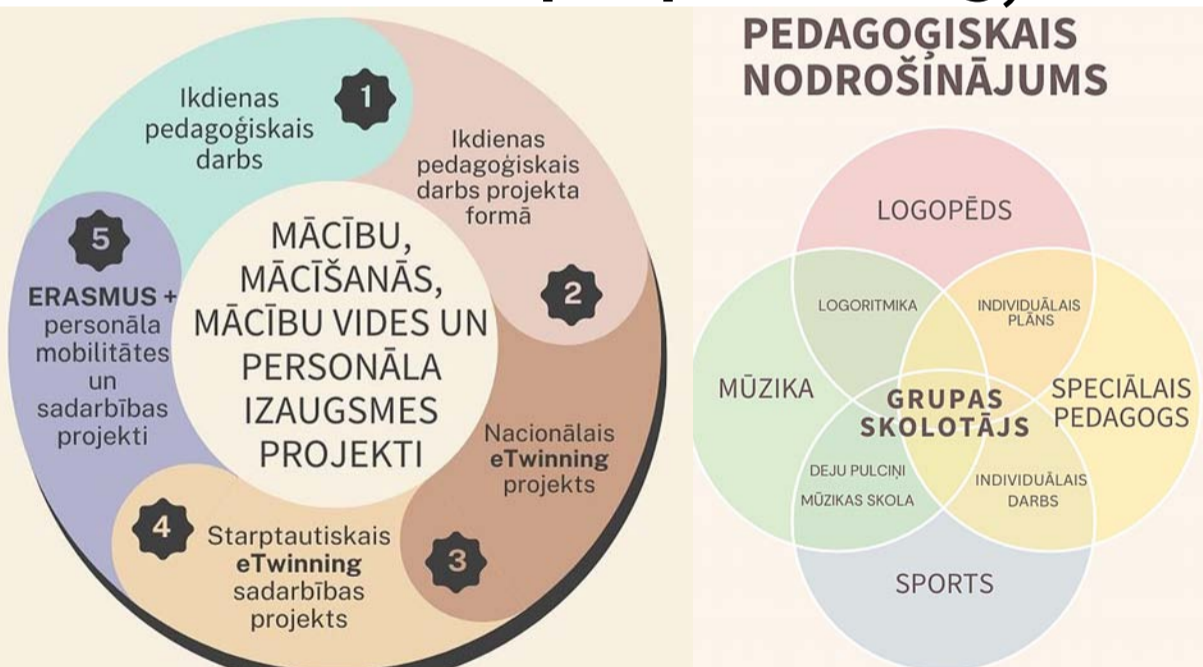 1
Ikdienas
pedagoģiskais
darbs
Ikdienas
pedagoģiskais
darbs projekta
formā
2
Nacionālais
eTwinning
projekts
3
Starptautiskais
eTwinning
sadarbības
projekts
4
5
ERASMUS +
personāla
mobilitātes
un
sadarbības
projekti
MĀCĪBU,
MĀCĪŠANĀS,
MĀCĪBU VIDES UN
PERSONĀLA
IZAUGSMES
PROJEKTI
PEDAGOĢISKAIS
NODROŠINĀJUMS
LOGOPĒDS
LOGORITMIKA
INDIVIDUĀLAIS
PLĀNS
MŪZIKA
GRUPAS
SKOLOTĀJS
SPECIĀLAIS
PEDAGOGS
DEJU PULCIŅI
MŪZIKAS SKOLA
INDIVIDUĀLAIS
DARBS
SPORTS